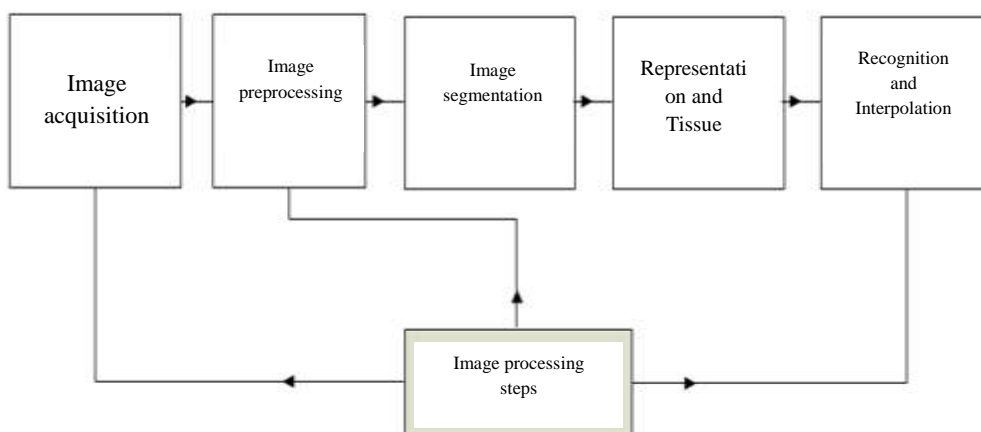 Image
acquisition
Image
preprocessing
Image
segmentation
Representati
on and
Tissue
Recognition
and
Interpolation
Image processing
steps